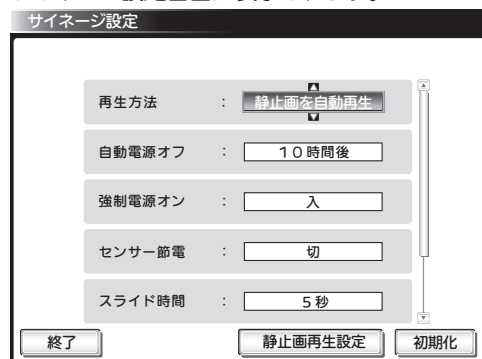 サイネージ設定
再生方法 : 静止画を自動再生
自動電源オフ : 10時間後
強制電源オン : 入
センサー節電 : 切
スライド時間 : 5秒
終了 静止画再生設定 初期化